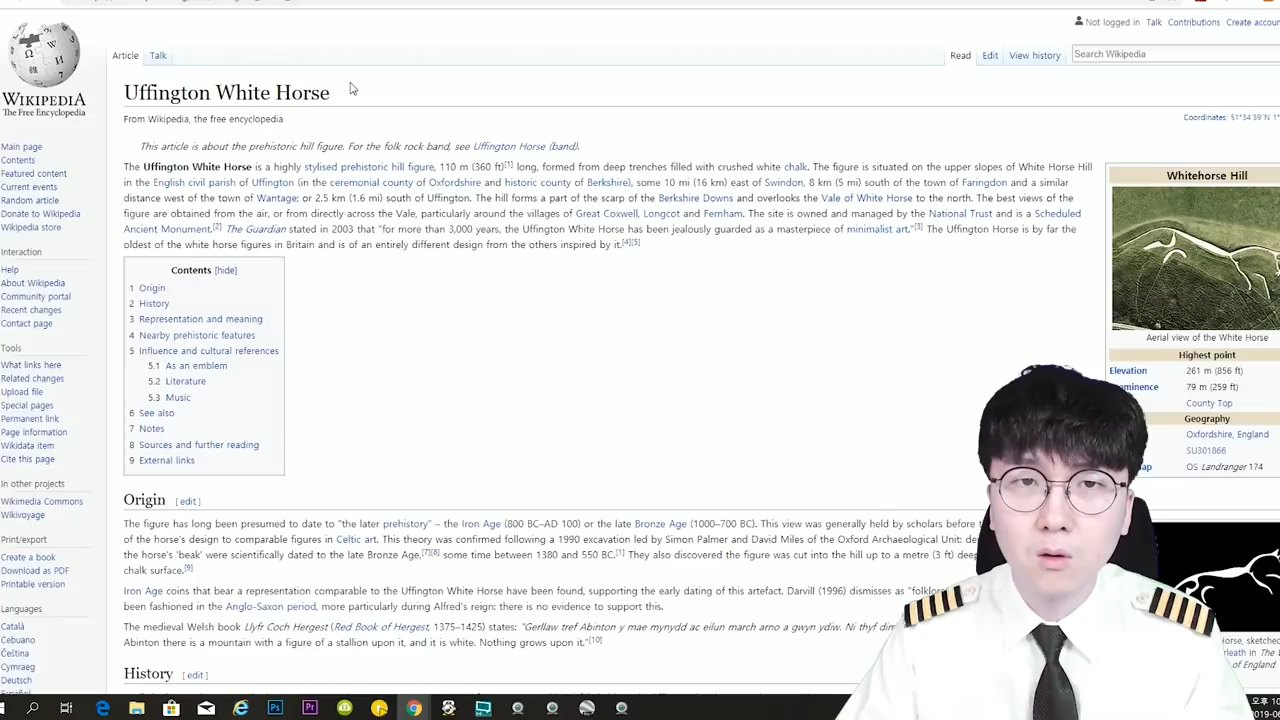 Not logged in Talk Contributions Create
Article Talk Read Edit View history Search Wikipedia
WIKIPEDIA
The Free Encyclopedia
Uffington White Horse
From Wikipedia, the free encyclopedia
Coordinates: 51°34′39″N
This article is about the prehistoric hill figure. For the folk rock band, see Uffington Horse (band).
The Uffington White Horse is a highly stylised prehistoric hill figure, 110 m (360 ft)[1] long, formed from deep trenches filled with crushed white chalk. The figure is situated on the upper slopes of White Horse Hill
in the English civil parish of Uffington (in the ceremonial county of Oxfordshire and historic county of Berkshire), some 10 mi (16 km) east of Swindon, 8 km (5 mi) south of the town of Faringdon and a similar
distance west of the town of Wantage; or 2.5 km (1.6 mi) south of Uffington. The hill forms a part of the scarp of the Berkshire Downs and overlooks the Vale of White Horse to the north. The best views of the
figure are obtained from the air, or from directly across the Vale, particularly around the villages of Great Coxwell, Longcot and Fernham. The site is owned and managed by the National Trust and is a Scheduled
Ancient Monument.[2] The Guardian stated in 2003 that "for more than 3,000 years, the Uffington White Horse has been jealously guarded as a masterpiece of minimalist art."[3] The Uffington Horse is by far the
oldest of the white horse figures in Britain and is of an entirely different design from the others inspired by it.[4][5]
Contents [hide]
1 Origin
2 History
3 Representation and meaning
4 Nearby prehistoric features
5 Influence and cultural references
5.1 As an emblem
5.2 Literature
5.3 Music
6 See also
7 Notes
8 Sources and further reading
9 External links
Origin [ edit ]
The figure has long been presumed to date to "the later prehistory" – the Iron Age (800 BC–AD 100) or the late Bronze Age (1000–700 BC). This view was generally held by scholars before
of the horse's design to comparable figures in Celtic art. This theory was confirmed following a 1990 excavation led by Simon Palmer and David Miles of the Oxford Archaeological Unit:
the horse's 'beak' were scientifically dated to the late Bronze Age,[7][8] some time between 1380 and 550 BC.[1] They also discovered the figure was cut into the hill up to a metre (3 ft)
chalk surface.[9]
Iron Age coins that bear a representation comparable to the Uffington White Horse have been found, supporting the early dating of this artefact. Darvill (1996) dismisses as
been fashioned in the Anglo-Saxon period, more particularly during Alfred's reign: there is no evidence to support this.
The medieval Welsh book Llyfr Coch Hergest (Red Book of Hergest, 1375–1425) states: "Gerllaw tref Abinton y mae mynydd ac eilun march arno a gwyn ydiw. Ni thyf
Abinton there is a mountain with a figure of a stallion upon it, and it is white. Nothing grows upon it."[10]
History [ edit ]
Whitehorse Hill
Aerial view of the White Horse
Highest point
Elevation 261 m (856 ft)
79 m (259 ft)
County Top
Geography
Oxfordshire, England
SU301866
OS Landranger 174
Horse, sketched
in The
of England
Main page
Contents
Featured content
Current events
Random article
Donate to Wikipedia
Wikipedia store
Interaction
Help
About Wikipedia
Community portal
Recent changes
Contact page
Tools
What links here
Related changes
Upload file
Special pages
Permanent link
Page information
Wikidata item
Cite this page
In other projects
Wikimedia Commons
Wikivoyage
Print/export
Create a book
Download as PDF
Printable version
Languages
Català
Cebuano
Čeština
Cymraeg
Deutsch
Ps Pr
오후